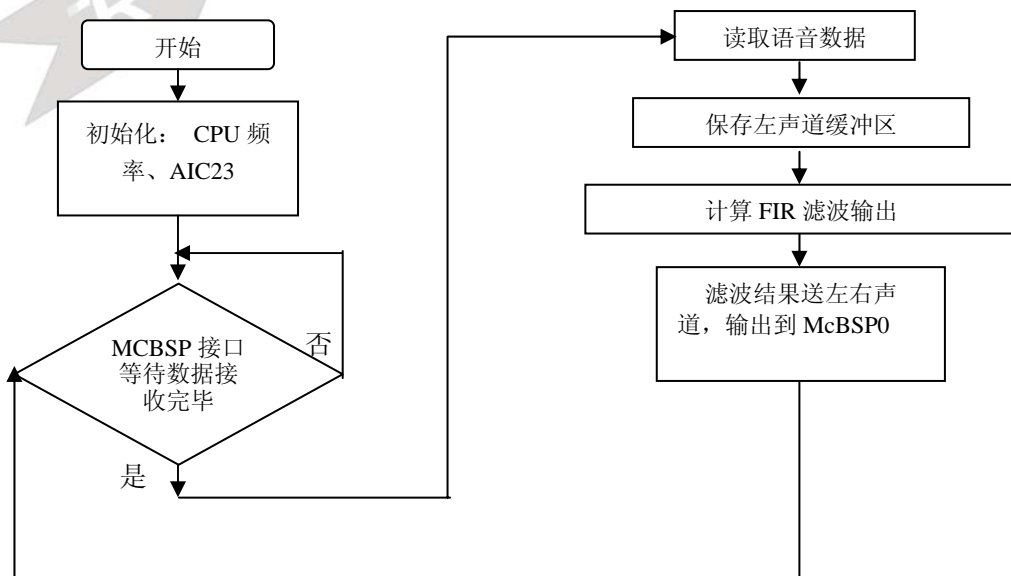 开始
初始化： CPU 频
率、AIC23
MCBSP 接口
等待数据接
收完毕
否
是
读取语音数据
保存左声道缓冲区
计算 FIR 滤波输出
滤波结果送左右声
道，输出到 McBSP0